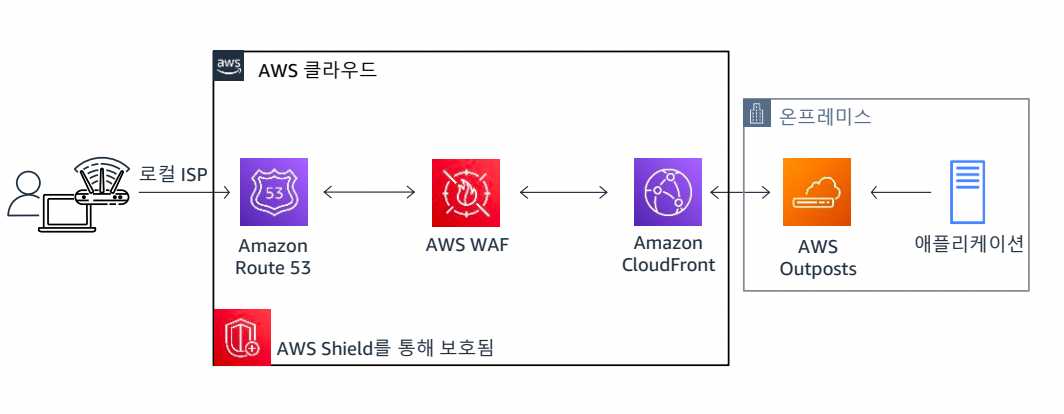 aws
AWS 클라우드
온프레미스
로컬 ISP
53
Amazon
Route 53
AWS WAF
Amazon
CloudFront
AWS
Outposts
애플리케이션
AWS Shield를 통해 보호됨